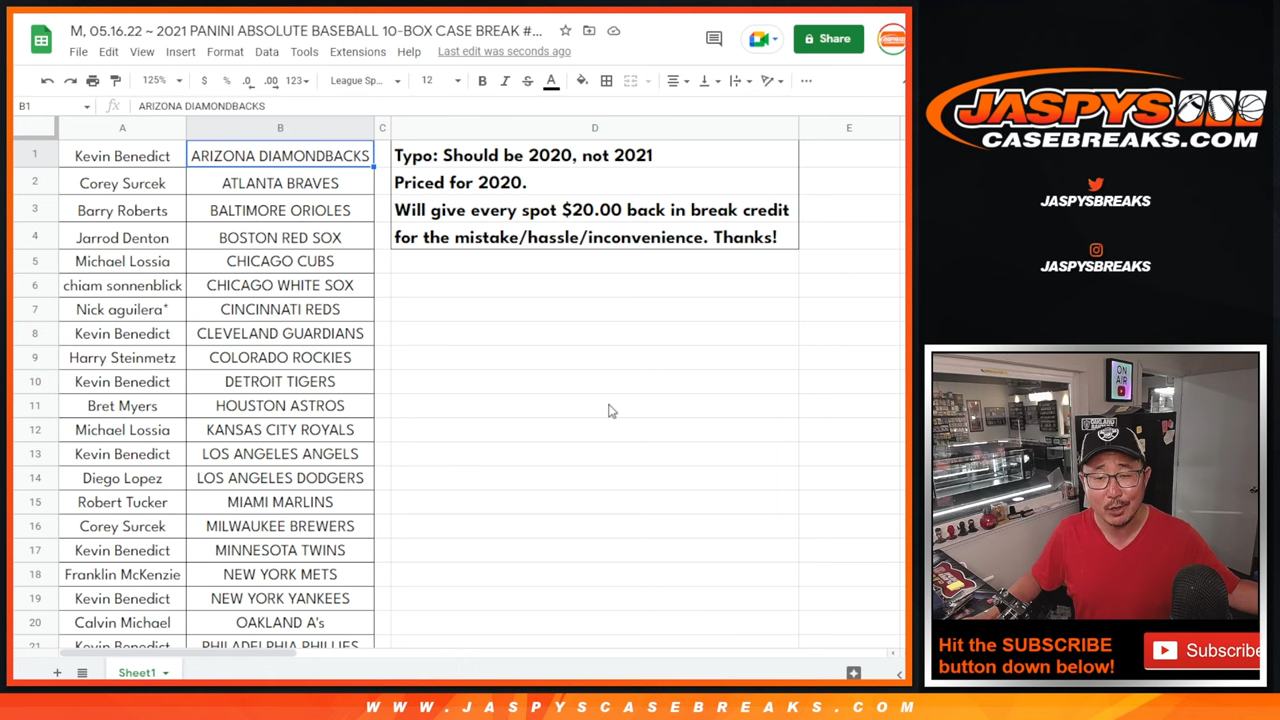 M, 05.16.22 ~ 2021 PANINI ABSOLUTE BASEBALL 10-BOX CASE BREAK #...
File Edit View Insert Format Data Tools Extensions Help Last edit was seconds ago
Share
125% $ % .0 .00 123 League Sp... 12 B I S A
B1 fx ARIZONA DIAMONDBACKS
A B C D E
1 Kevin Benedict ARIZONA DIAMONDBACKS Typo: Should be 2020, not 2021
2 Corey Surcek ATLANTA BRAVES Priced for 2020.
3 Barry Roberts BALTIMORE ORIOLES Will give every spot $20.00 back in break credit
4 Jarrod Denton BOSTON RED SOX for the mistake/hassle/inconvenience. Thanks!
5 Michael Lossia CHICAGO CUBS
6 chiam sonnenblick CHICAGO WHITE SOX
7 Nick aguilera* CINCINNATI REDS
8 Kevin Benedict CLEVELAND GUARDIANS
9 Harry Steinmetz COLORADO ROCKIES
10 Kevin Benedict DETROIT TIGERS
11 Bret Myers HOUSTON ASTROS
12 Michael Lossia KANSAS CITY ROYALS
13 Kevin Benedict LOS ANGELES ANGELS
14 Diego Lopez LOS ANGELES DODGERS
15 Robert Tucker MIAMI MARLINS
16 Corey Surcek MILWAUKEE BREWERS
17 Kevin Benedict MINNESOTA TWINS
18 Franklin McKenzie NEW YORK METS
19 Kevin Benedict NEW YORK YANKEES
20 Calvin Michael OAKLAND A's
21 Kevin Benedict PHILADELPHIA PHILLIES
Sheet1
JASPYS
CASEBREAKS.COM
JASPYSBREAKS
JASPYSBREAKS
ON
AIR
Hit the SUBSCRIBE
button down below!
Subscribe
WWW.JASPYSCASEBREAKS.COM